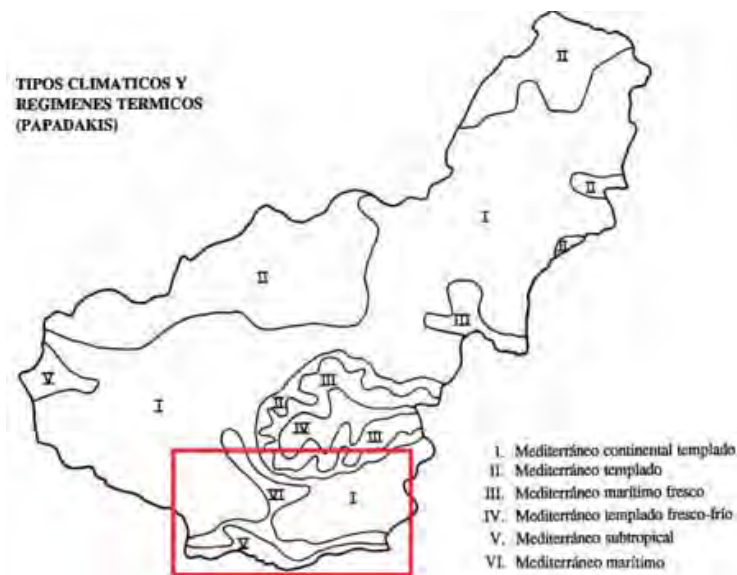 TIPOS CLIMATICOS Y
REGIMENES TERMICOS
(PAPADAKIS)
II
II
I
II
II
III
V
I
III
II
IV
III
VI
I
V
I. Mediterráneo continental templado
II. Mediterráneo templado
III. Mediterráneo marítimo fresco
IV. Mediterráneo templado fresco-frío
V. Mediterráneo subtropical
VI. Mediterráneo marítimo